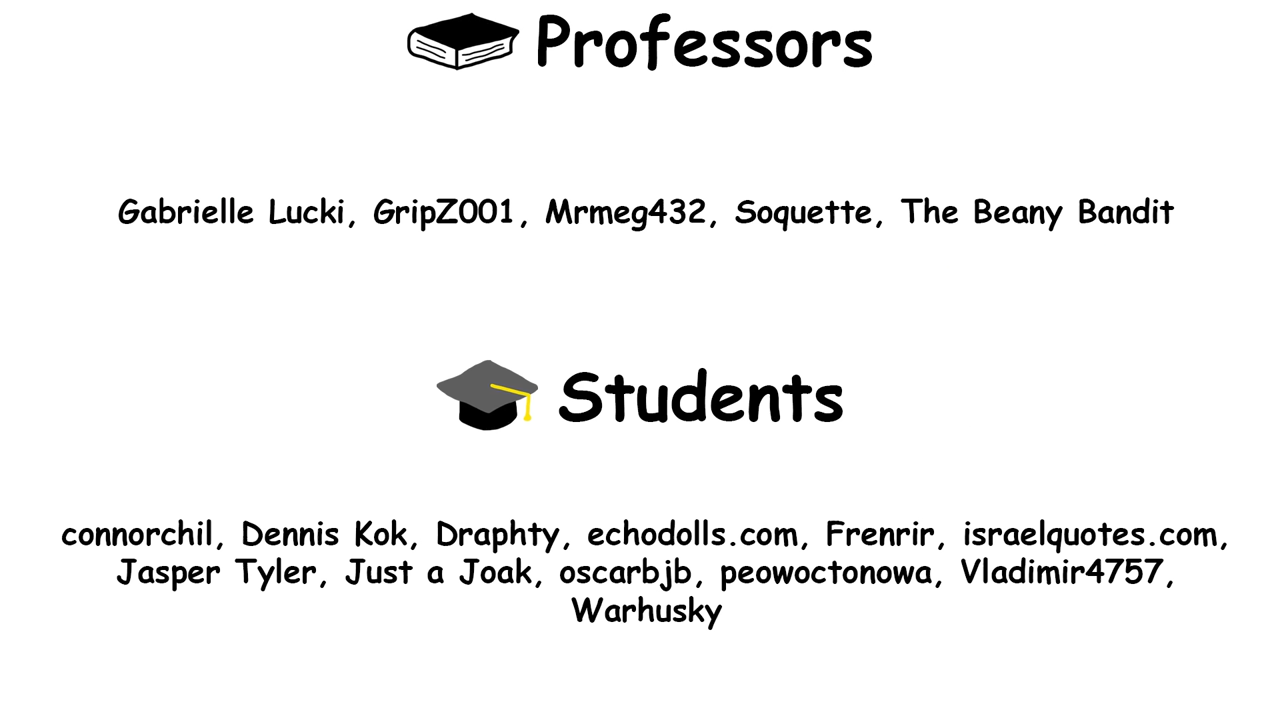 Professors
Gabrielle Lucki, GripZ001, Mrmeg432, Soquette, The Beany Bandit
Students
connorchil, Dennis Kok, Draphty, echodolls.com, Frenrir, israelquotes.com,
Jasper Tyler, Just a Joak, oscarbjb, peowoctonowa, Vladimir4757,
Warhusky